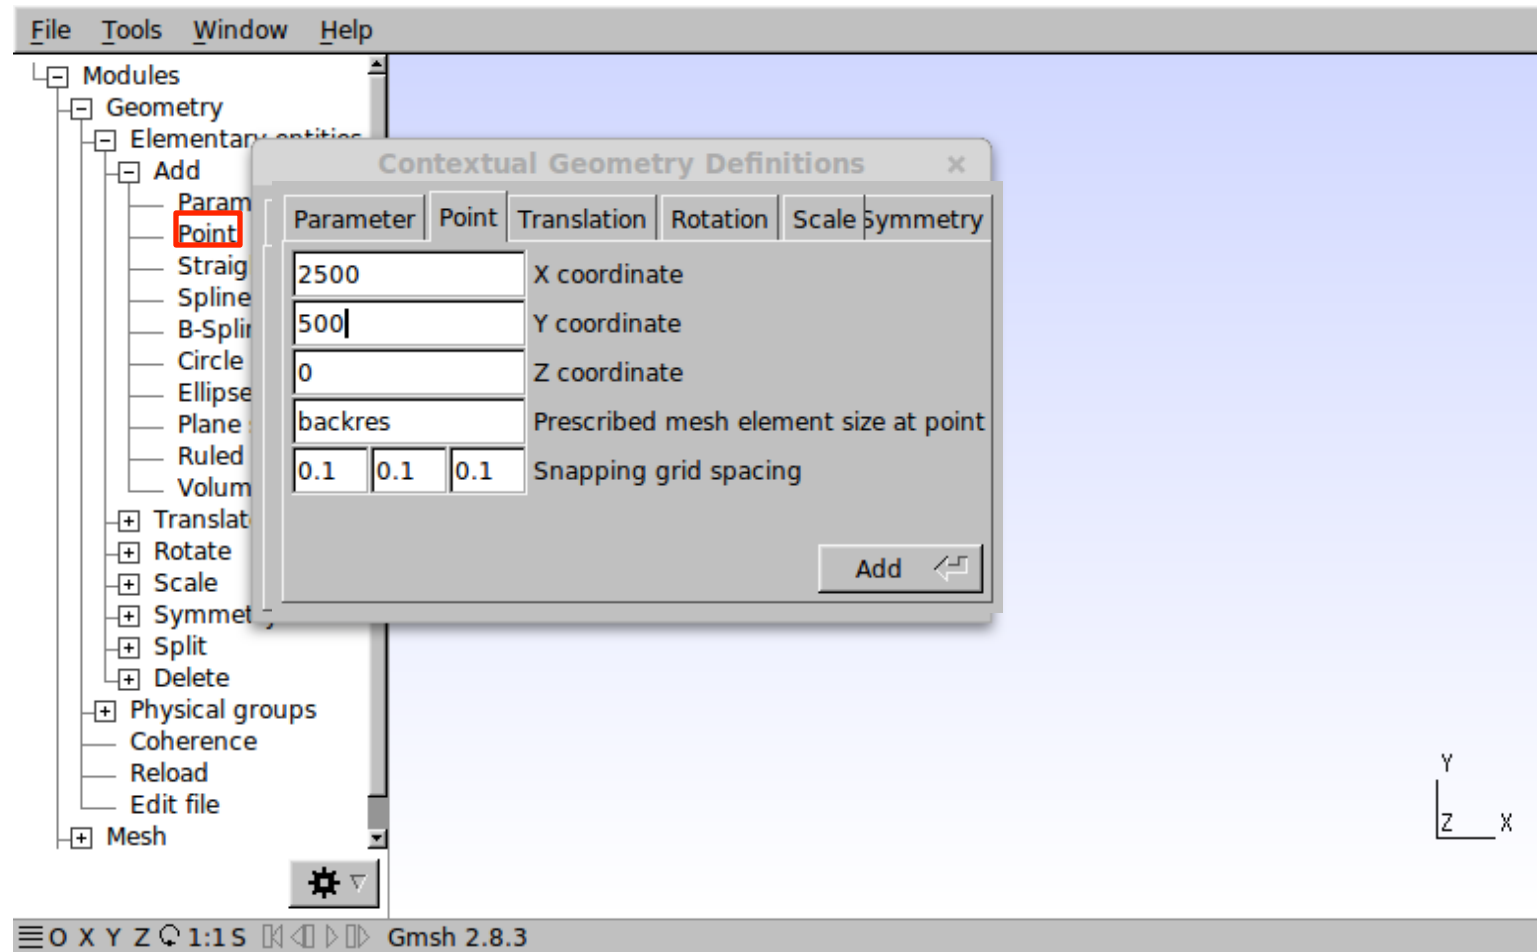 File Tools Window Help
Modules
Geometry
Elementary entities
Contextual Geometry Definitions
Add
Param
Parameter Point Translation Rotation Scale Symmetry
Point
Straig
2500 X coordinate
Spline
500 Y coordinate
B-Splin
Circle
0 Z coordinate
Ellipse
backres Prescribed mesh element size at point
Plane
Ruled
0.1 0.1 0.1 Snapping grid spacing
Volum
Translat
Rotate
Add
Scale
Symmet
Split
Delete
Physical groups
Coherence
Reload
Edit file
Mesh
Y
Z X
O X Y Z 1:1 S Gmsh 2.8.3